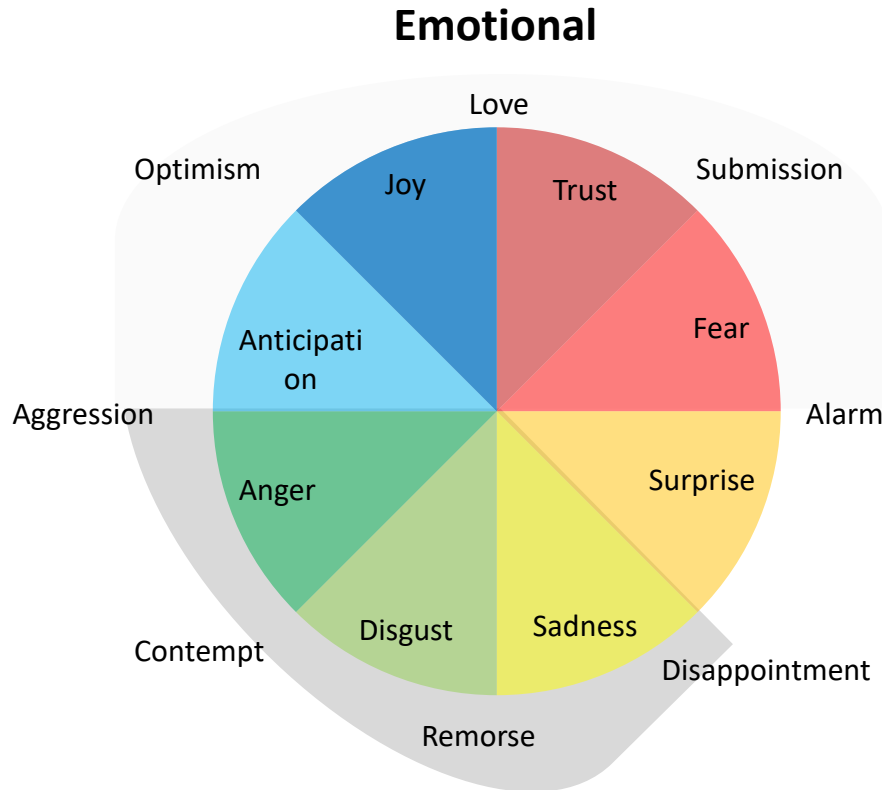 Emotional
Love
Optimism
Submission
Joy
Trust
Fear
Anticipati
on
Aggression
Alarm
Surprise
Anger
Sadness
Disgust
Contempt
Disappointment
Remorse